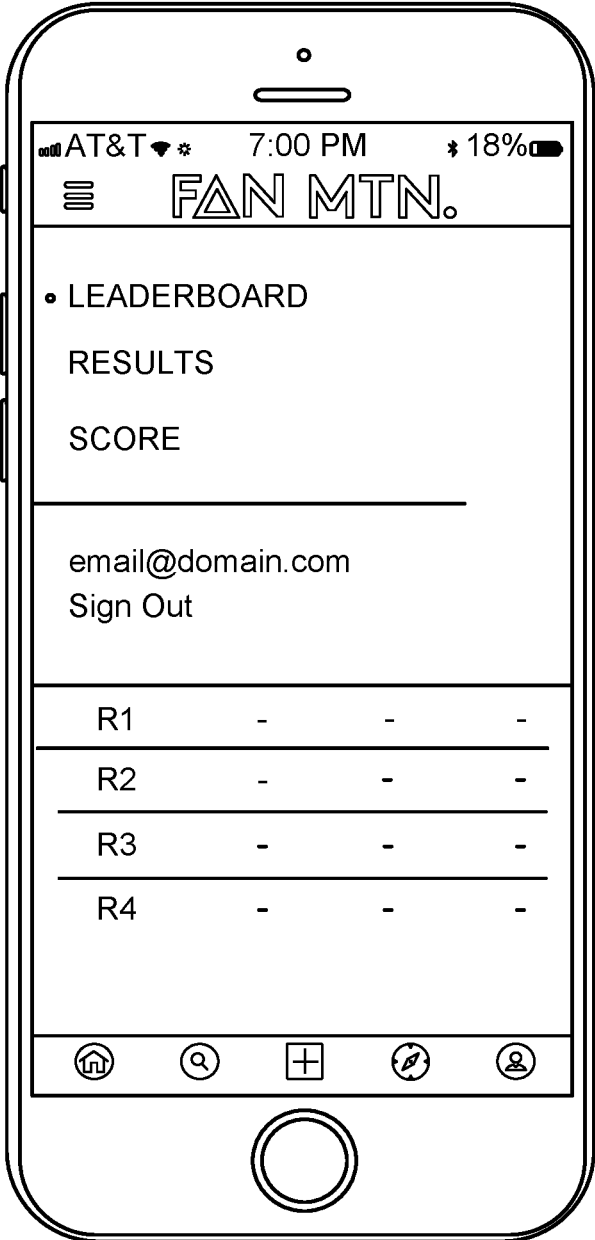 AT&T 7:00 PM 18%
FAN MTN.
LEADERBOARD
RESULTS
SCORE
email@domain.com
Sign Out
R1 - - -
R2 - - -
R3 - - -
R4 - - -